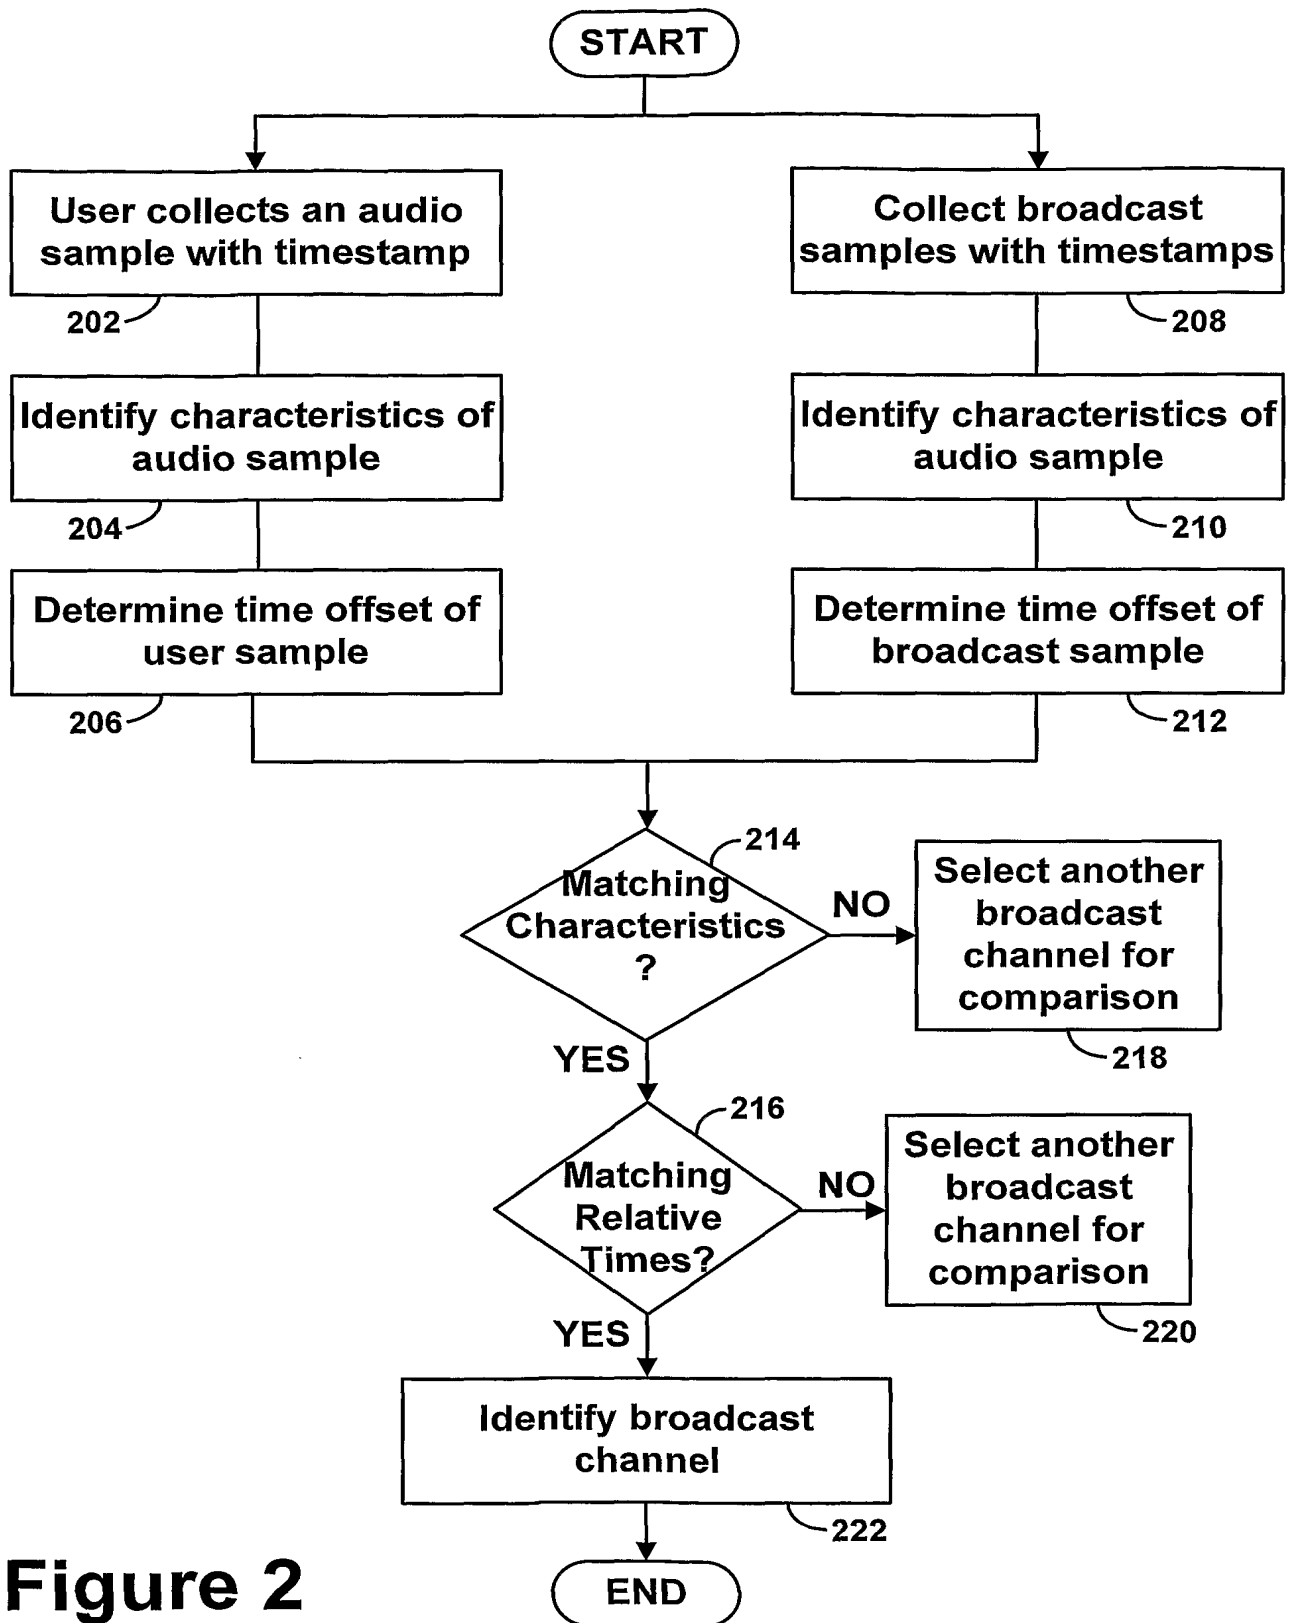 START
User collects an audio
sample with timestamp
202
Collect broadcast
samples with timestamps
208
Identify characteristics of
audio sample
204
Identify characteristics of
audio sample
210
Determine time offset of
user sample
206
Determine time offset of
broadcast sample
212
214
Matching
Characteristics
?
NO
Select another
broadcast
channel for
comparison
218
YES
216
Matching
Relative
Times?
NO
Select another
broadcast
channel for
comparison
220
YES
Identify broadcast
channel
222
END
Figure 2